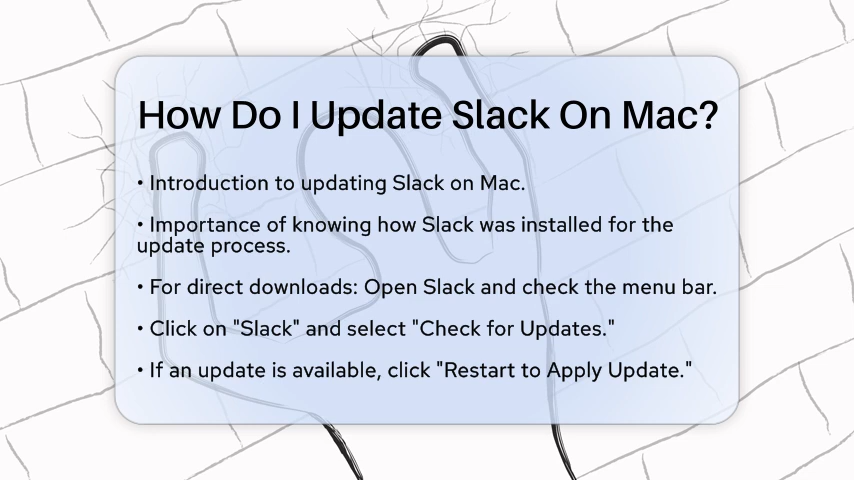 How Do I Update Slack On Mac?
• Introduction to updating Slack on Mac.
• Importance of knowing how Slack was installed for the
update process.
• For direct downloads: Open Slack and check the menu bar.
• Click on "Slack" and select "Check for Updates."
• If an update is available, click "Restart to Apply Update."